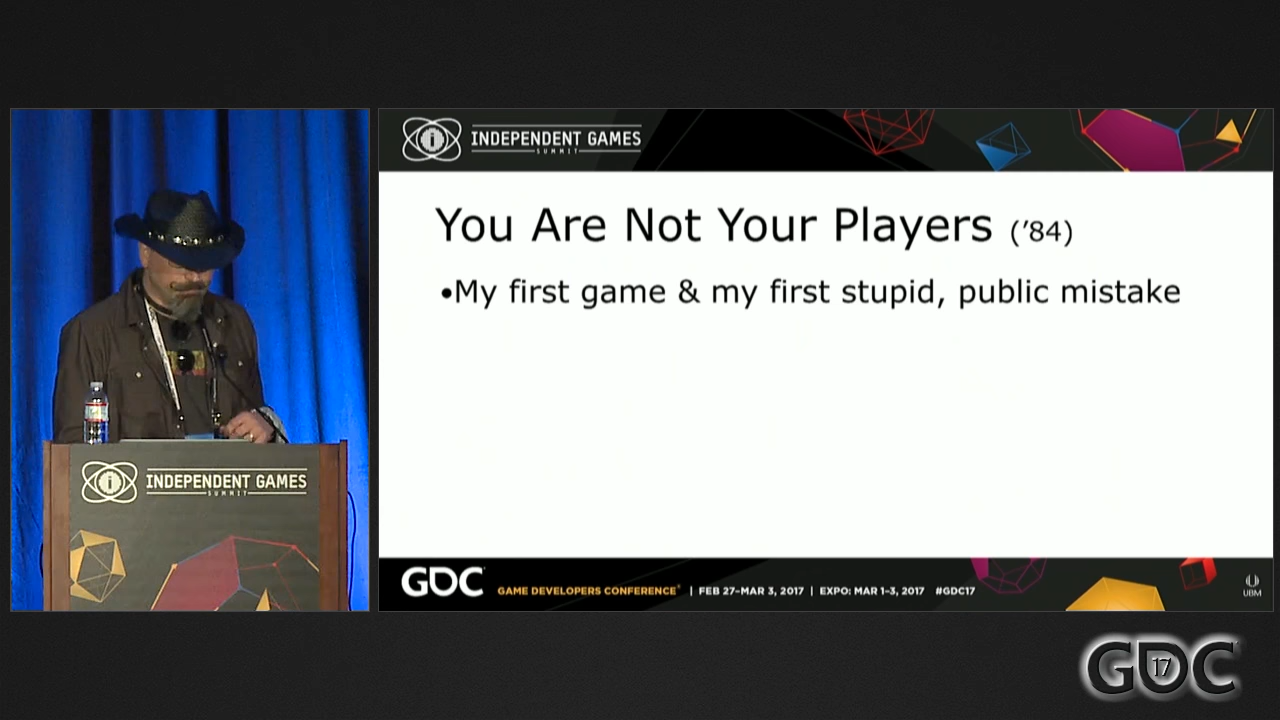 INDEPENDENT GAMES
SUMMIT
You Are Not Your Players ('84)
•My first game & my first stupid, public mistake
INDEPENDENT GAMES
SUMMIT
GDC GAME DEVELOPERS CONFERENCE® | FEB 27–MAR 3, 2017 | EXPO: MAR 1–3, 2017 #GDC17
UBM
GDC
17